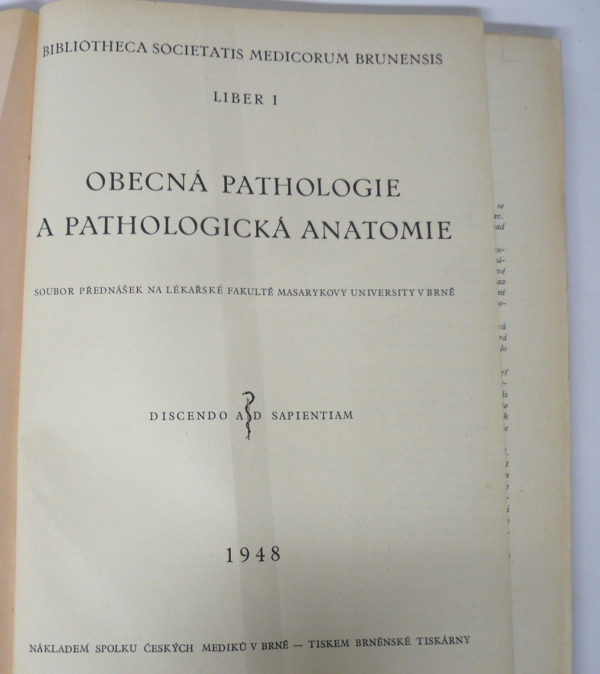 BIBLIOTHECA SOCIETATIS MEDICORUM BRUNENSIS
LIBER I
OBECNÁ PATHOLOGIE
A PATHOLOGICKÁ ANATOMIE
SOUBOR PŘEDNÁŠEK NA LÉKAŘSKÉ FAKULTĚ MASARYKOVY UNIVERSITY V BRNĚ
DISCENDO AD SAPIENTIAM
1948
NÁKLADEM SPOLKU ČESKÝCH MEDIKŮ V BRNĚ — TISKEM BRNĚNSKÉ TISKÁRNY